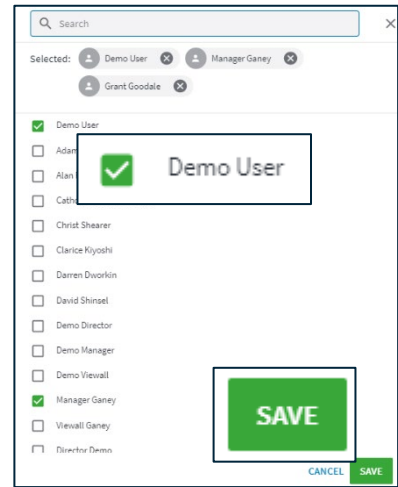 Search
Selected: Demo User Manager Ganey
Grant Goodale
Demo User
Adam
Alan
Demo User
Christ Shearer
Clarice Kiyoshi
Darren Dworkin
David Shinsel
Demo Director
Demo Manager
Demo Viewall
Manager Ganey
Viewall Ganey
SAVE
Director Demo
CANCEL SAVE